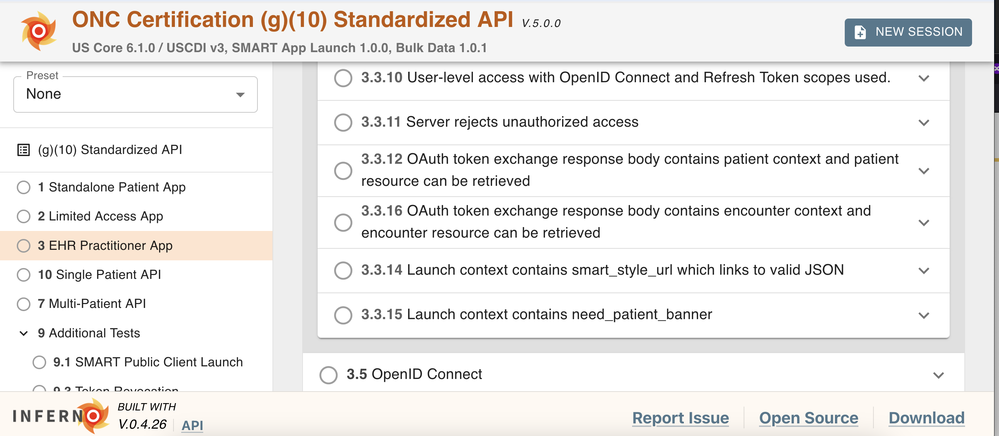 ONC Certification (g)(10) Standardized API V.5.0.0
US Core 6.1.0 / USCDI v3, SMART App Launch 1.0.0, Bulk Data 1.0.1
NEW SESSION
Preset
None
(g)(10) Standardized API
1 Standalone Patient App
2 Limited Access App
3 EHR Practitioner App
10 Single Patient API
7 Multi-Patient API
9 Additional Tests
9.1 SMART Public Client Launch
9.3 Token Revocation
3.3.10 User-level access with OpenID Connect and Refresh Token scopes used.
3.3.11 Server rejects unauthorized access
3.3.12 OAuth token exchange response body contains patient context and patient
resource can be retrieved
3.3.16 OAuth token exchange response body contains encounter context and
encounter resource can be retrieved
3.3.14 Launch context contains smart_style_url which links to valid JSON
3.3.15 Launch context contains need_patient_banner
3.5 OpenID Connect
INFERNO
BUILT WITH
V.0.4.26
API
Report Issue
Open Source
Download